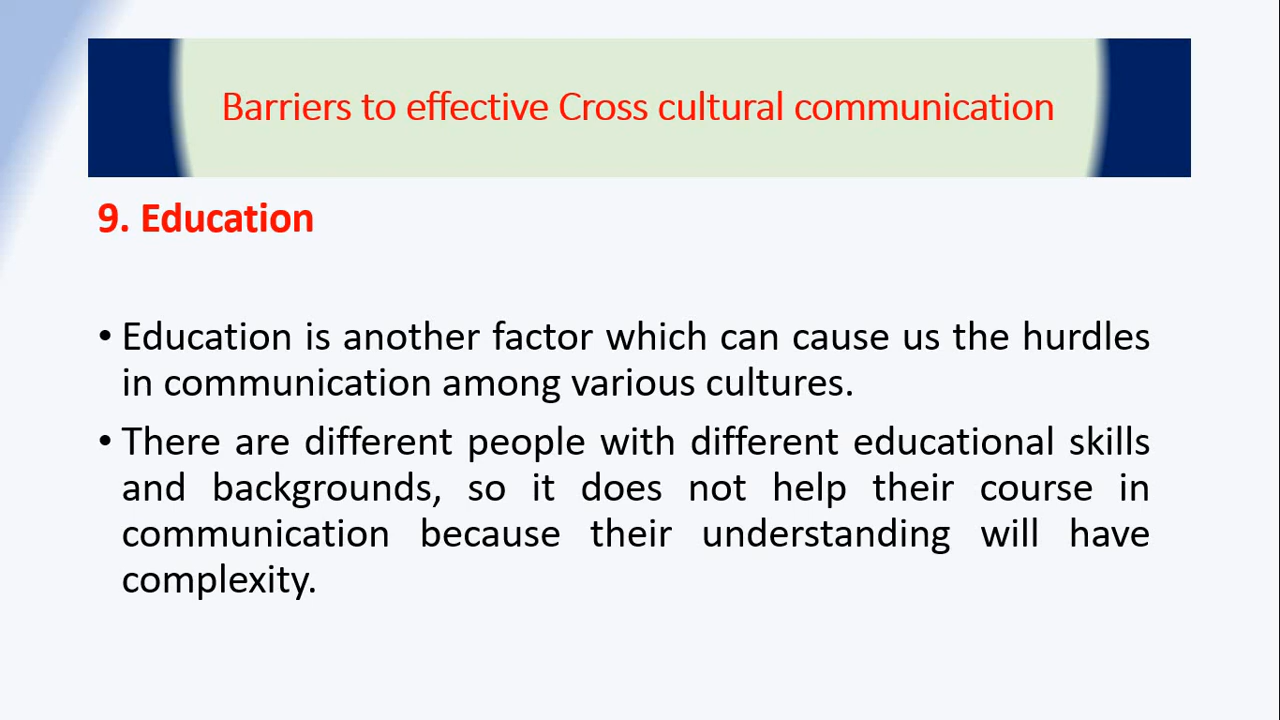 Barriers to effective Cross cultural communication
9. Education
• Education is another factor which can cause us the hurdles
in communication among various cultures.
• There are different people with different educational skills
and backgrounds, so it does not help their course in
communication because their understanding will have
complexity.